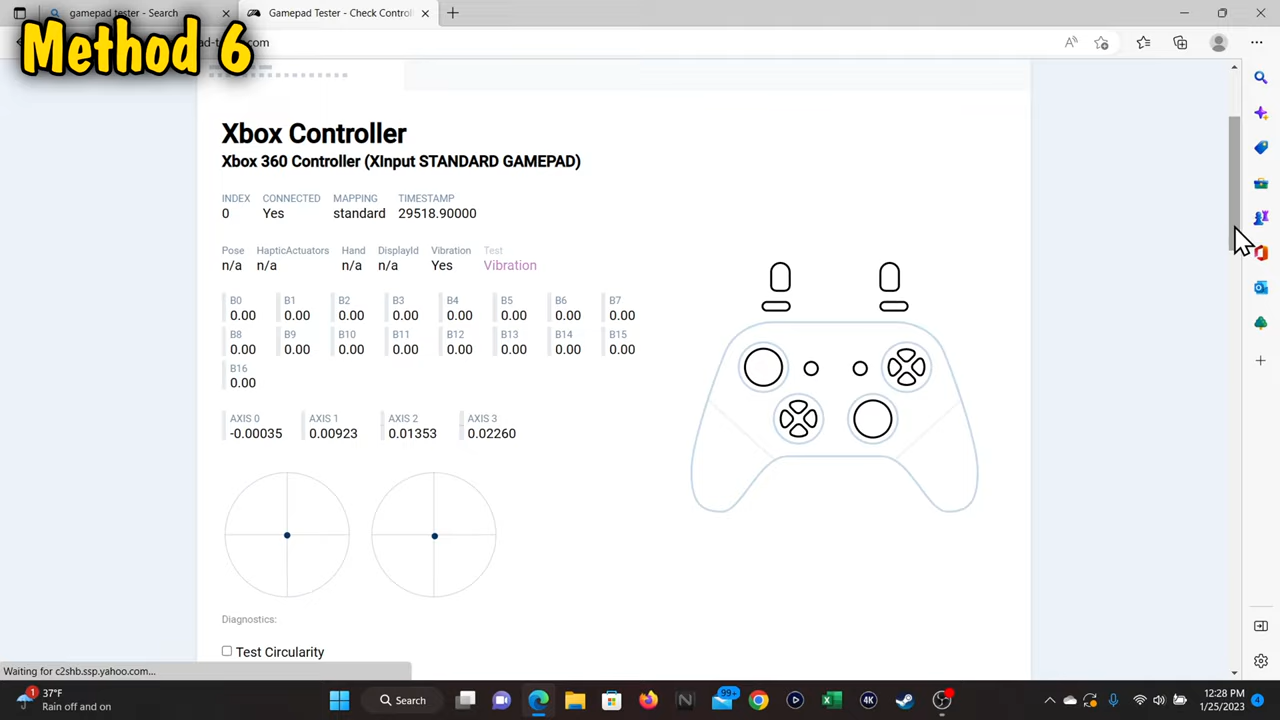 gamepad tester - Search
Gamepad Tester - Check Control
Method 6
.com
Xbox Controller
Xbox 360 Controller (XInput STANDARD GAMEPAD)
INDEX CONNECTED MAPPING TIMESTAMP
0 Yes standard 29518.90000
Pose HapticActuators Hand DisplayId Vibration Test
n/a n/a n/a n/a Yes Vibration
B0 B1 B2 B3 B4 B5 B6 B7
0.00 0.00 0.00 0.00 0.00 0.00 0.00 0.00
B8 B9 B10 B11 B12 B13 B14 B15
0.00 0.00 0.00 0.00 0.00 0.00 0.00 0.00
B16
0.00
AXIS 0 AXIS 1 AXIS 2 AXIS 3
-0.00035 0.00923 0.01353 0.02260
Diagnostics:
Test Circularity
Waiting for c2shb.ssp.yahoo.com...
1 37°F
Rain off and on
Search
99+
4K
12:28 PM
1/25/2023
4